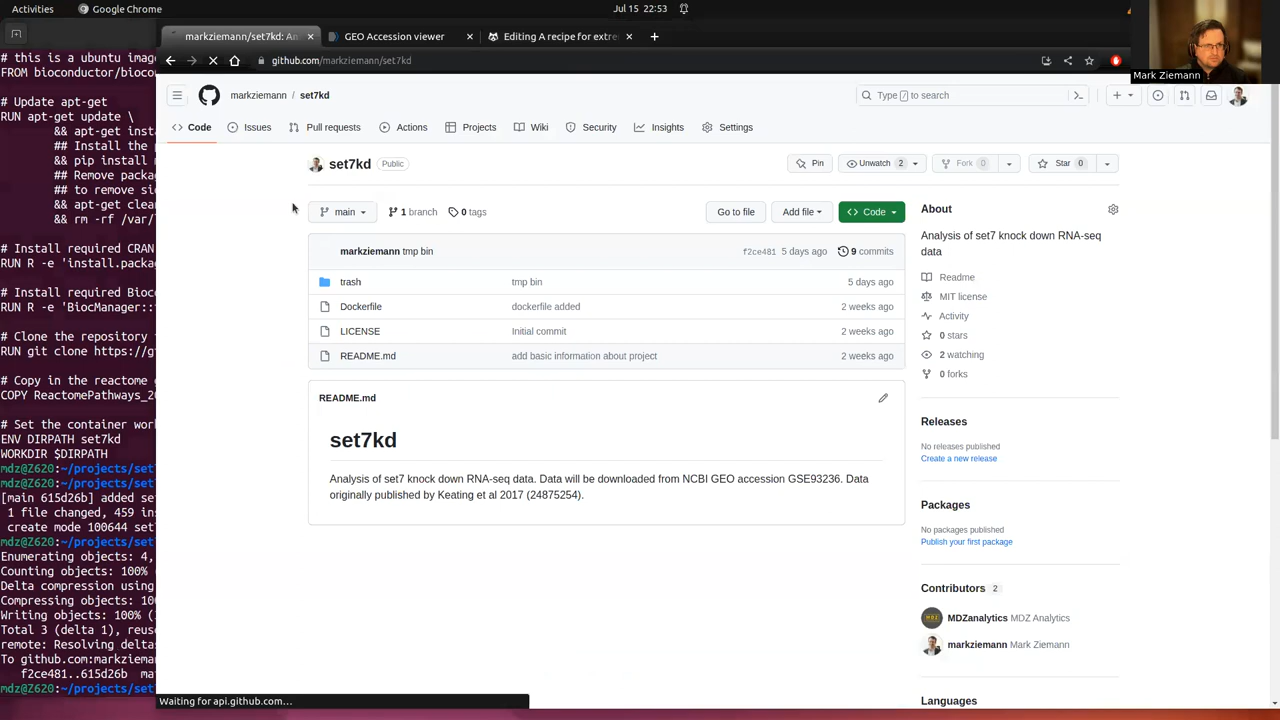 Activities
Google Chrome
Jul 15 22:53
markziemann/set7kd: An
GEO Accession viewer
Editing A recipe for extre
github.com/markziemann/set7kd
Mark Ziemann
# this is a ubuntu imag
FROM bioconductor/bioco
# Update apt-get
RUN apt-get update \
&& apt-get insta
## Install the p
&& pip install m
## Remove packag
## to remove sid
&& apt-get clean
&& rm -rf /var/l
# Install required CRAN
RUN R -e 'install.packag
# Install required Bioc
RUN R -e 'BiocManager::
# Clone the repository
RUN git clone https://gi
# Copy in the reactome g
COPY ReactomePathways_20
# Set the container work
ENV DIRPATH set7kd
WORKDIR $DIRPATH
mdz@Z620:~/projects/set
mdz@Z620:~/projects/set
[main 615d26b] added se
1 file changed, 459 ins
create mode 100644 set
mdz@Z620:~/projects/set
Enumerating objects: 4,
Counting objects: 100%
Delta compression using
Compressing objects: 10
Writing objects: 100% (
Total 3 (delta 1), reus
remote: Resolving delta
To github.com:markziema
f2ce481..615d26b ma
mdz@Z620:~/projects/set
markziemann / set7kd
Type / to search
Code
Issues
Pull requests
Actions
Projects
Wiki
Security
Insights
Settings
set7kd
Public
Pin
Unwatch 2
Fork 0
Star 0
main
1 branch
0 tags
Go to file
Add file
Code
markziemann tmp bin
f2ce481 5 days ago
9 commits
trash tmp bin 5 days ago
Dockerfile dockerfile added 2 weeks ago
LICENSE Initial commit 2 weeks ago
README.md add basic information about project 2 weeks ago
README.md
set7kd
Analysis of set7 knock down RNA-seq data. Data will be downloaded from NCBI GEO accession GSE93236. Data
originally published by Keating et al 2017 (24875254).
About
Analysis of set7 knock down RNA-seq
data
Readme
MIT license
Activity
0 stars
2 watching
0 forks
Releases
No releases published
Create a new release
Packages
No packages published
Publish your first package
Contributors 2
MDZanalytics MDZ Analytics
markziemann Mark Ziemann
Languages
Waiting for api.github.com...